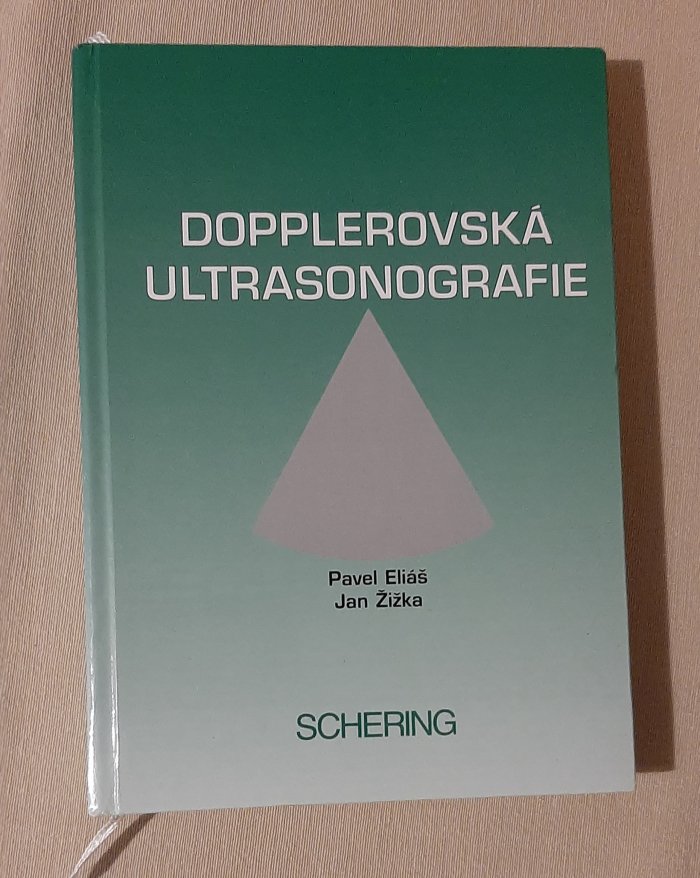 DOPPLEROVSKÁ
ULTRASONOGRAFIE
Pavel Eliáš
Jan Žižka
SCHERING